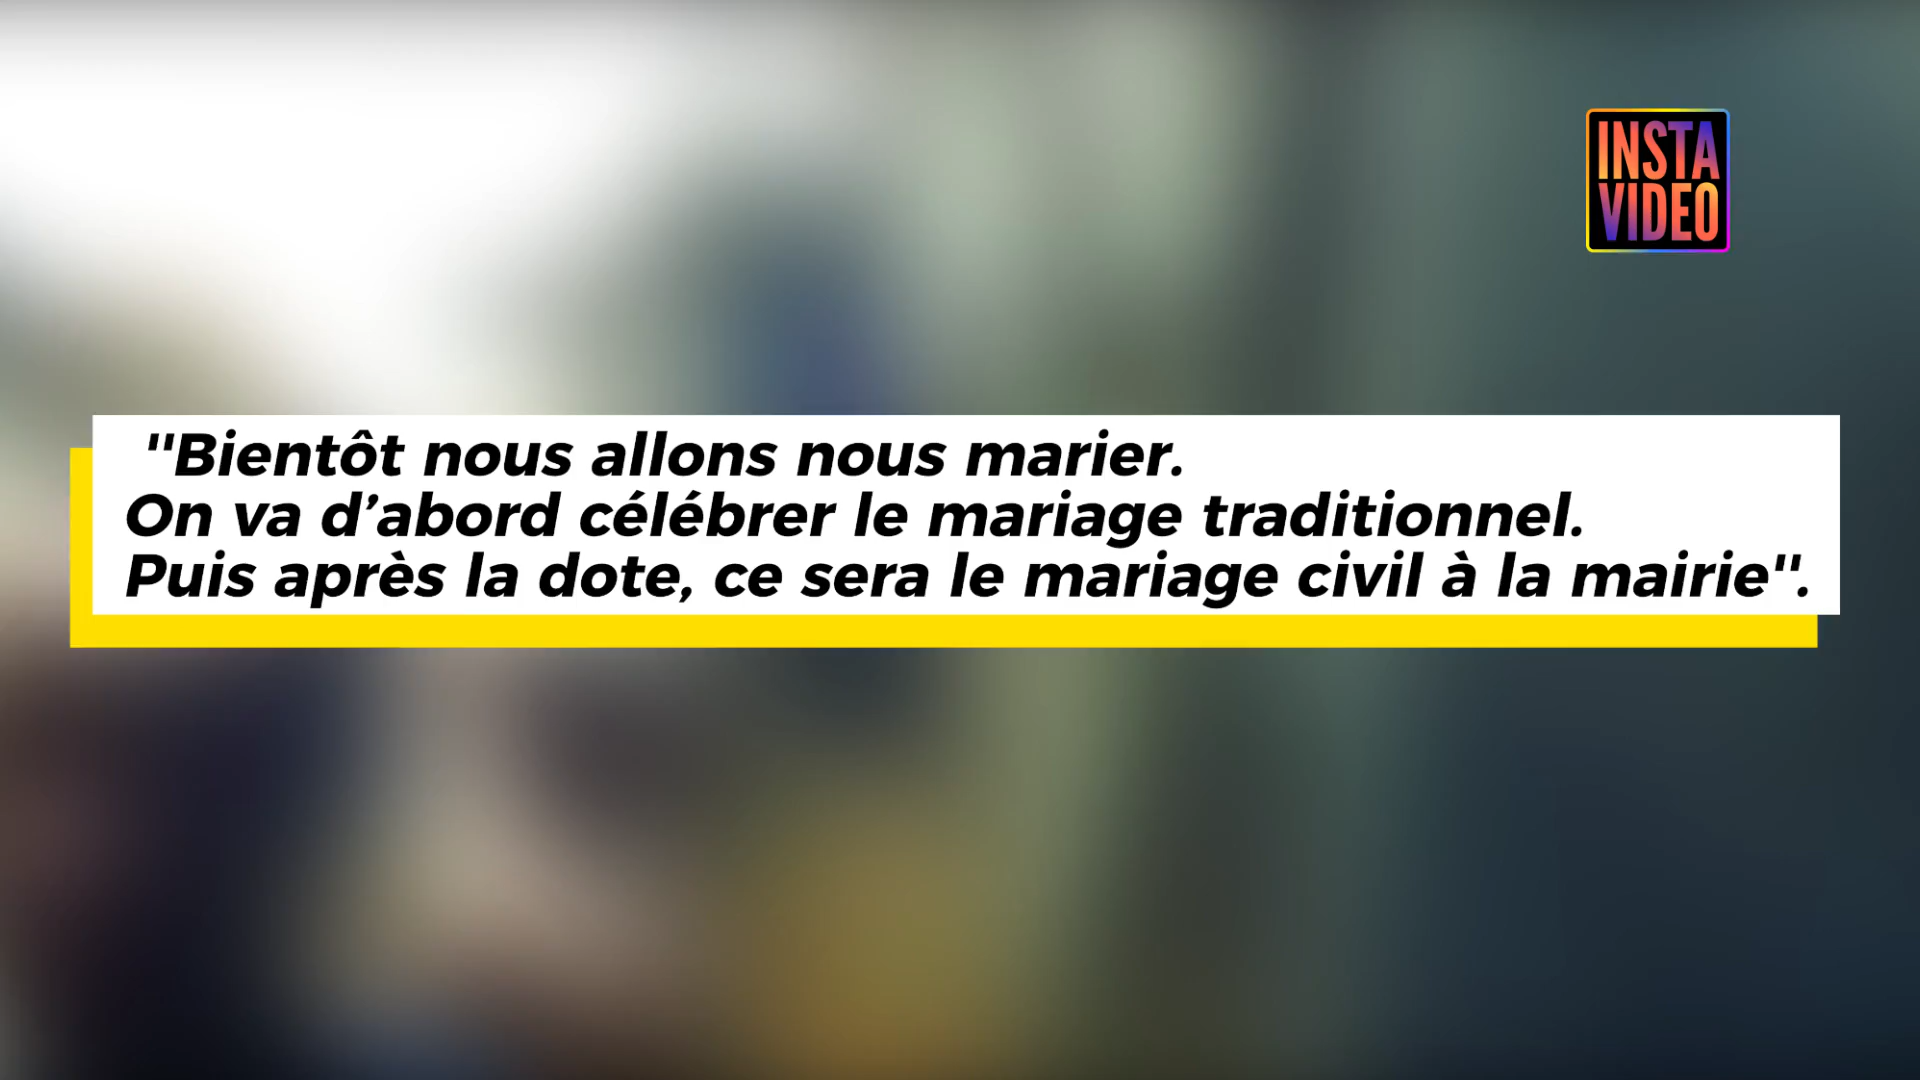 INSTA
VIDEO
''Bientôt nous allons nous marier.
On va d’abord célébrer le mariage traditionnel.
Puis après la dote, ce sera le mariage civil à la mairie''.